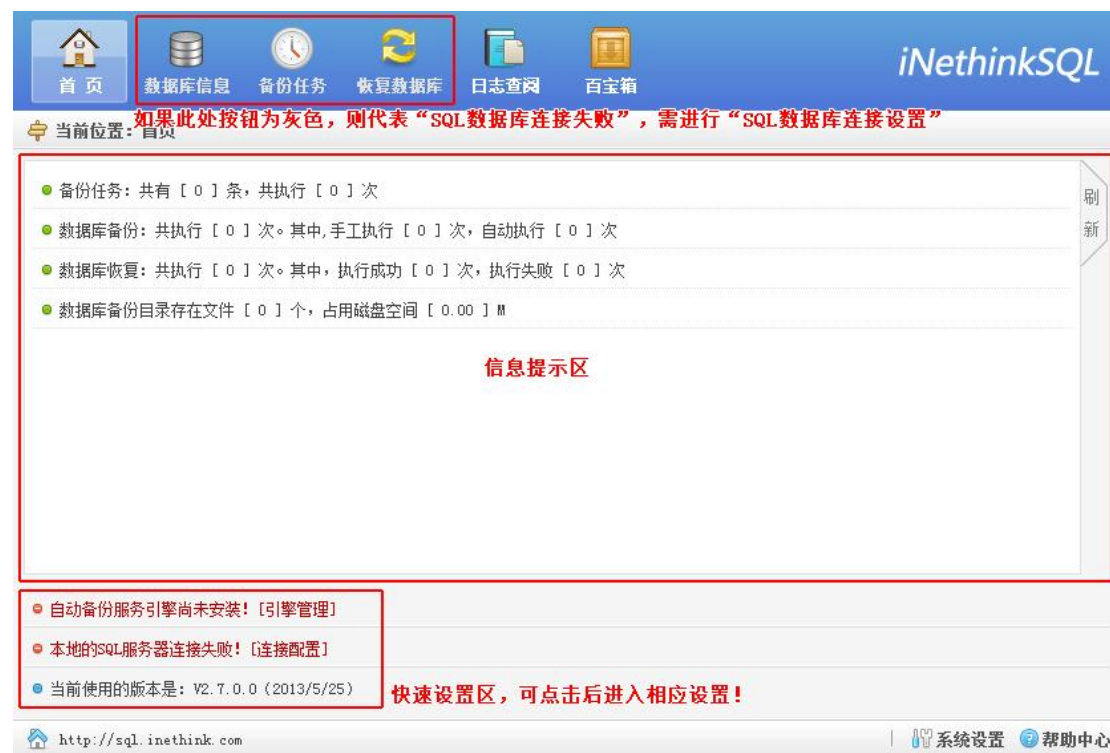 首页 数据库信息 备份任务 恢复数据库 日志查阅 百宝箱 iNethinkSQL
如果此处按钮为灰色，则代表“SQL数据库连接失败”，需进行“SQL数据库连接设置”
当前位置：首页
备份任务：共有 [ 0 ] 条，共执行 [ 0 ] 次
刷新
数据库备份：共执行 [ 0 ] 次。其中,手工执行 [ 0 ] 次，自动执行 [ 0 ] 次
数据库恢复：共执行 [ 0 ] 次。其中，执行成功 [ 0 ] 次，执行失败 [ 0 ] 次
数据库备份目录存在文件 [ 0 ] 个，占用磁盘空间 [ 0.00 ] M
信息提示区
自动备份服务引擎尚未安装！[引擎管理]
本地的SQL服务器连接失败！[连接配置]
当前使用的版本是：V2.7.0.0 (2013/5/25)
快速设置区，可点击后进入相应设置！
http://sql.inethink.com 系统设置 帮助中心